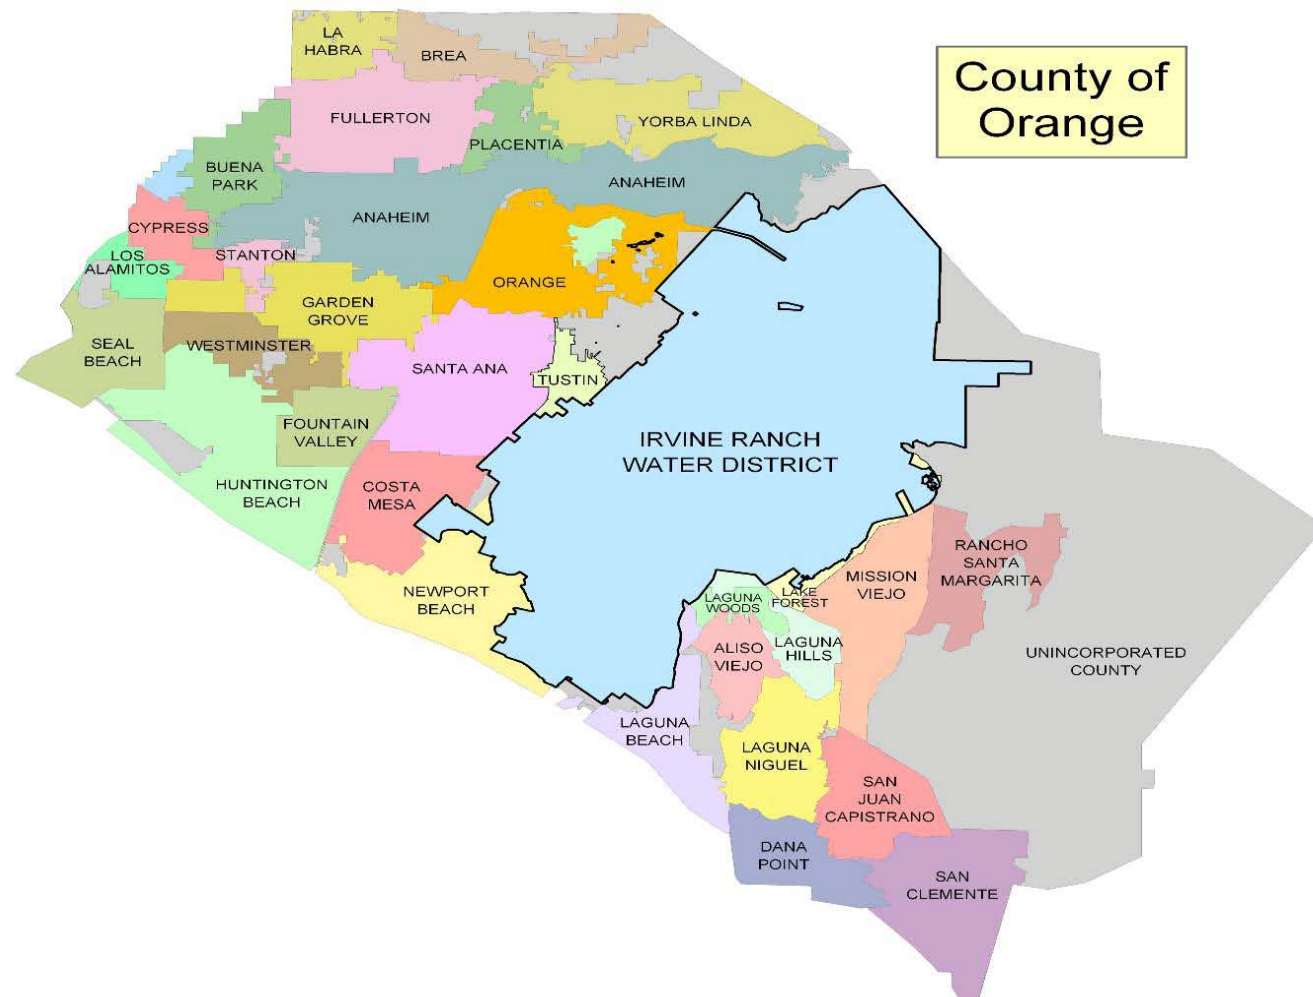 County of
Orange
LA
HABRA
BREA
FULLERTON
YORBA LINDA
PLACENTIA
BUENA
PARK
ANAHEIM
ANAHEIM
CYPRESS
STANTON
LOS
ALAMITOS
ORANGE
GARDEN
GROVE
SEAL
BEACH
WESTMINSTER
SANTA ANA
TUSTIN
FOUNTAIN
VALLEY
IRVINE RANCH
WATER DISTRICT
HUNTINGTON
BEACH
COSTA
MESA
NEWPORT
BEACH
LAGUNA
WOODS
LAKE
FOREST
MISSION
VIEJO
RANCHO
SANTA
MARGARITA
ALISO
VIEJO
LAGUNA
HILLS
UNINCORPORATED
COUNTY
LAGUNA
BEACH
LAGUNA
NIGUEL
SAN
JUAN
CAPISTRANO
DANA
POINT
SAN
CLEMENTE